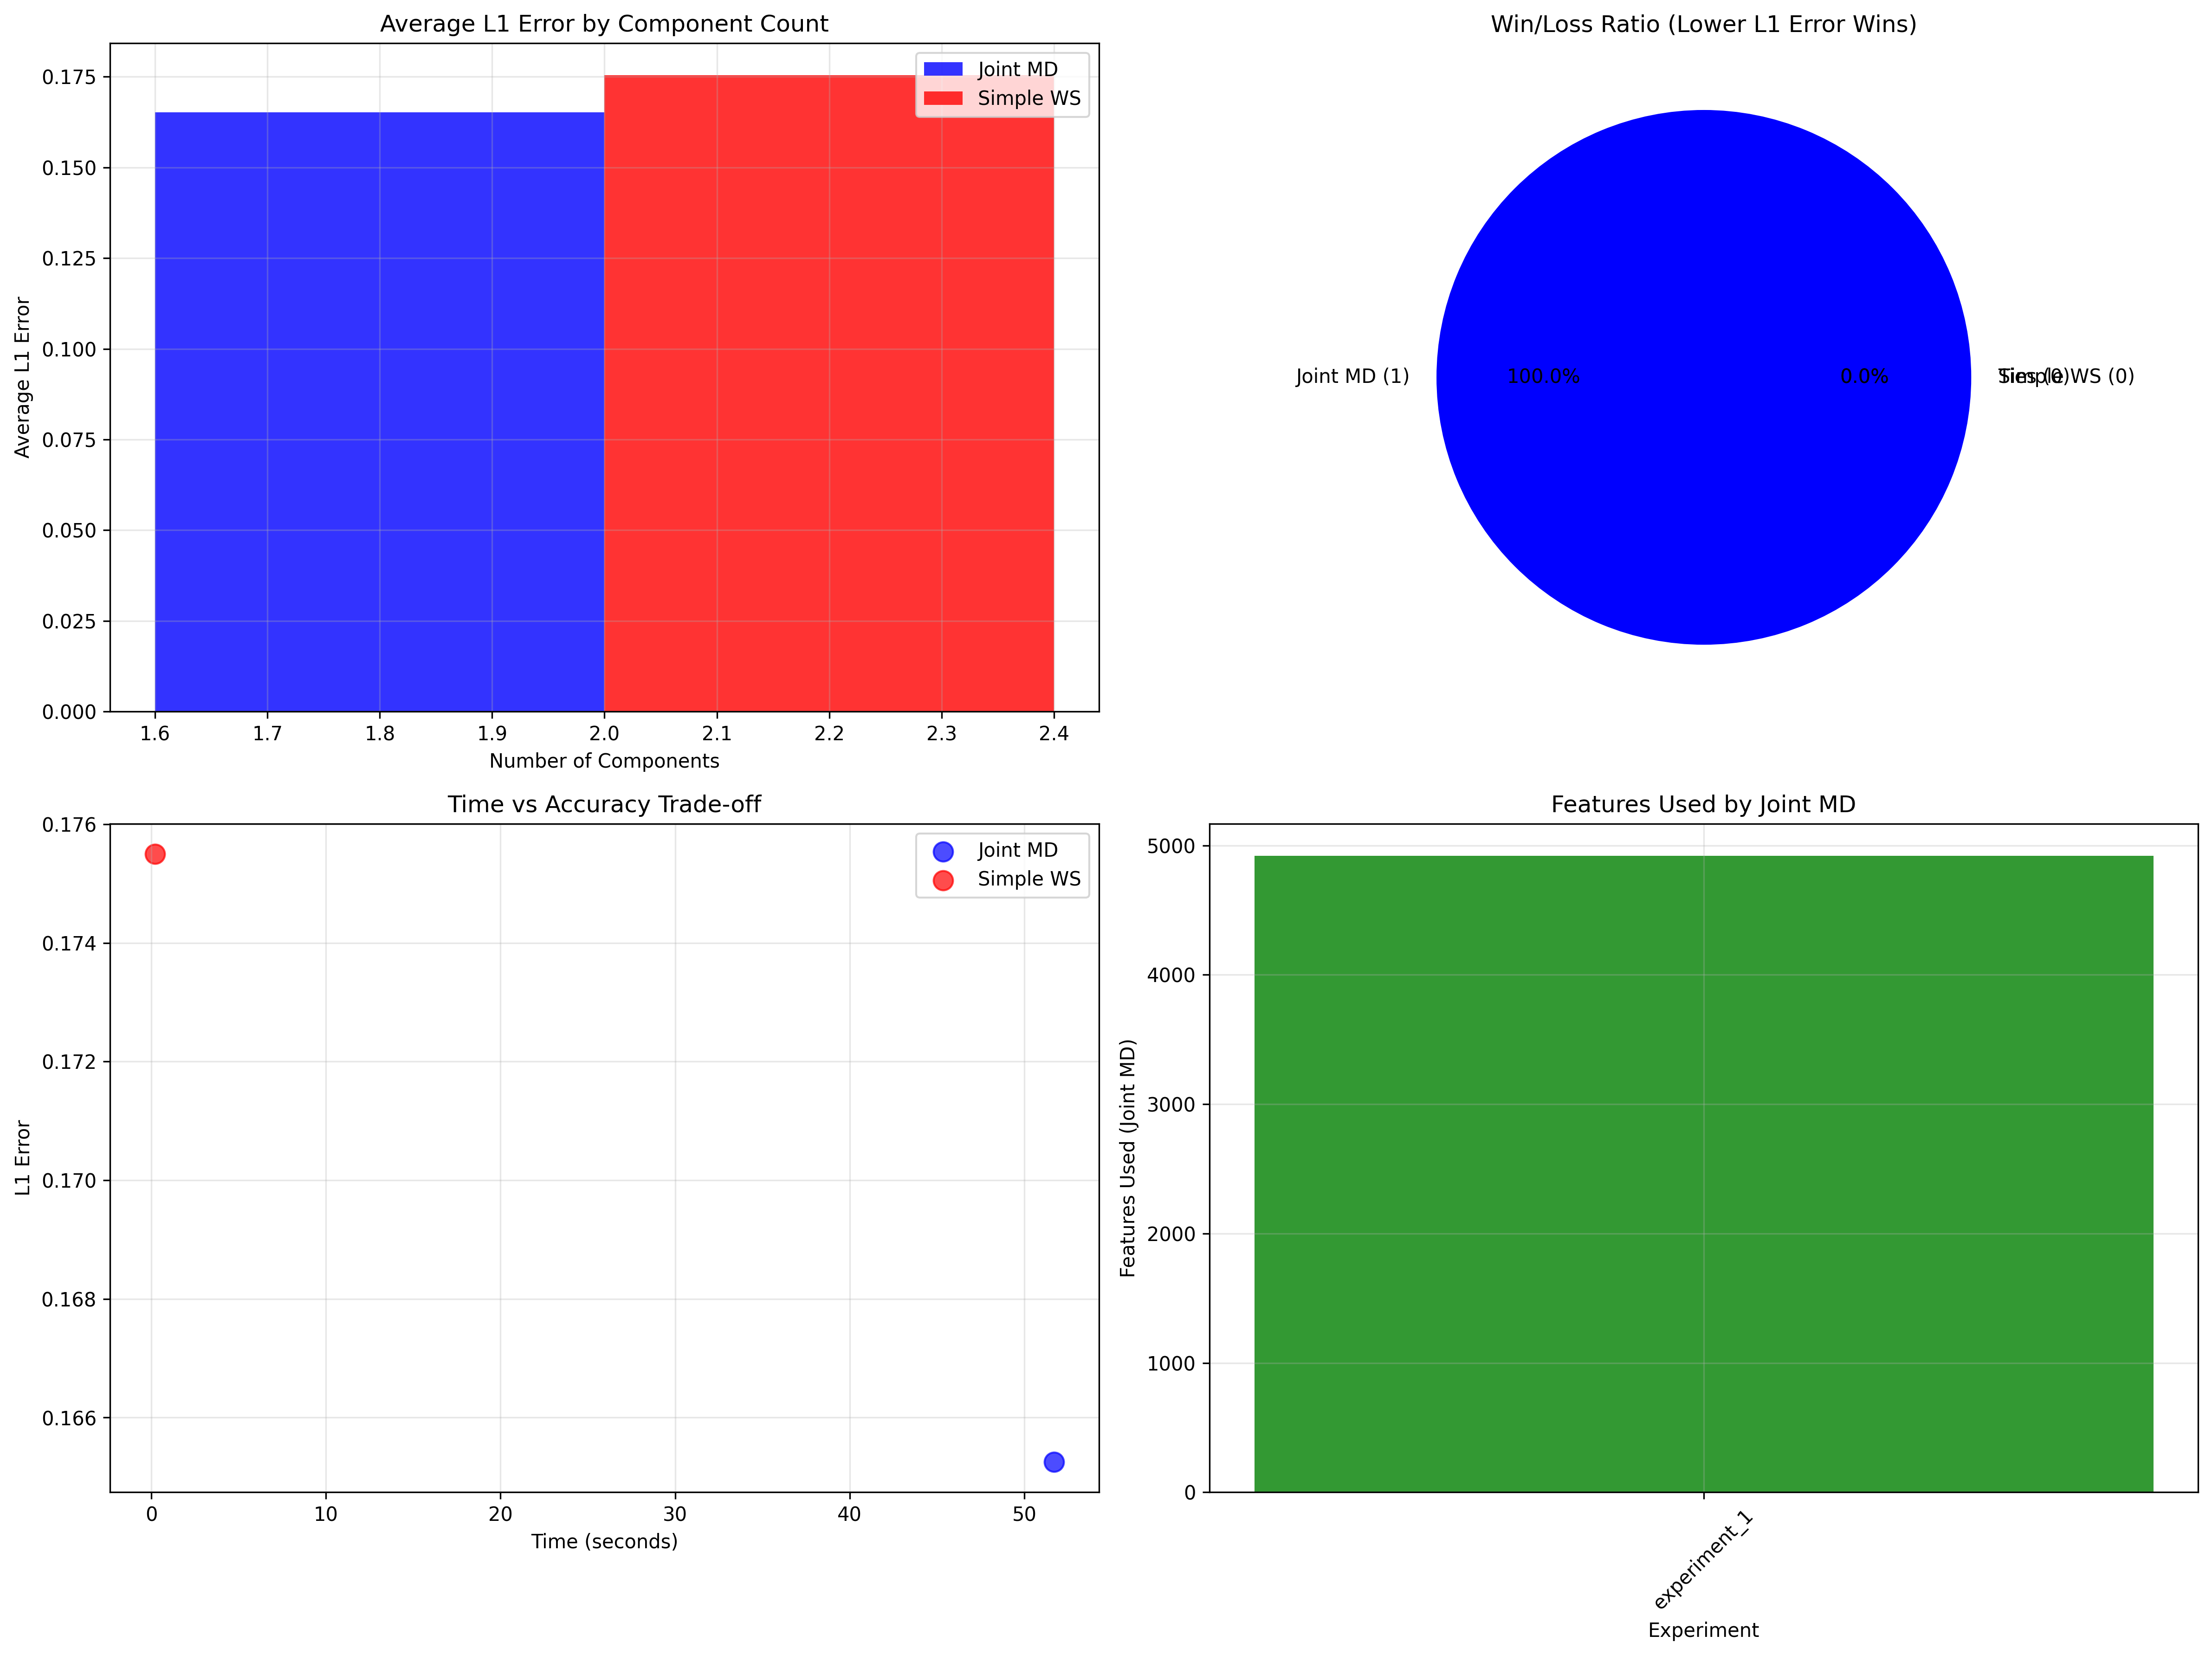 Average L1 Error by Component Count
Average L1 Error
0.175
0.150
0.125
0.100
0.075
0.050
0.025
0.000
Joint MD
Simple WS
1.6 1.7 1.8 1.9 2.0 2.1 2.2 2.3 2.4
Number of Components
Win/Loss Ratio (Lower L1 Error Wins)
Joint MD (1)
100.0%
0.0%
Simple WS (0)
Ties (0)
Time vs Accuracy Trade-off
L1 Error
0.176
0.174
0.172
0.170
0.168
0.166
Joint MD
Simple WS
0 10 20 30 40 50
Time (seconds)
Features Used by Joint MD
Features Used (Joint MD)
5000
4000
3000
2000
1000
0
experiment_1
Experiment